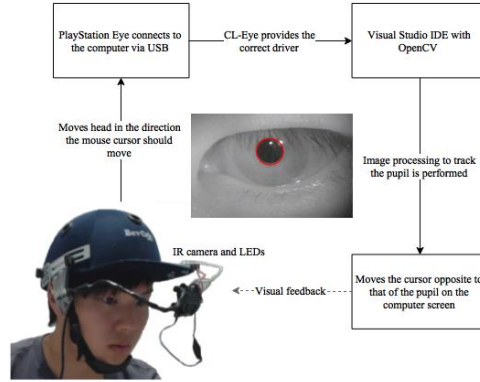 PlayStation Eye connects to
the computer via USB
CL-Eye provides the
correct driver
Visual Studio IDE with
OpenCV
Moves head in the direction
the mouse cursor should
move
Image processing to track
the pupil is performed
IR camera and LEDs
Visual feedback
Moves the cursor opposite to
that of the pupil on the
computer screen